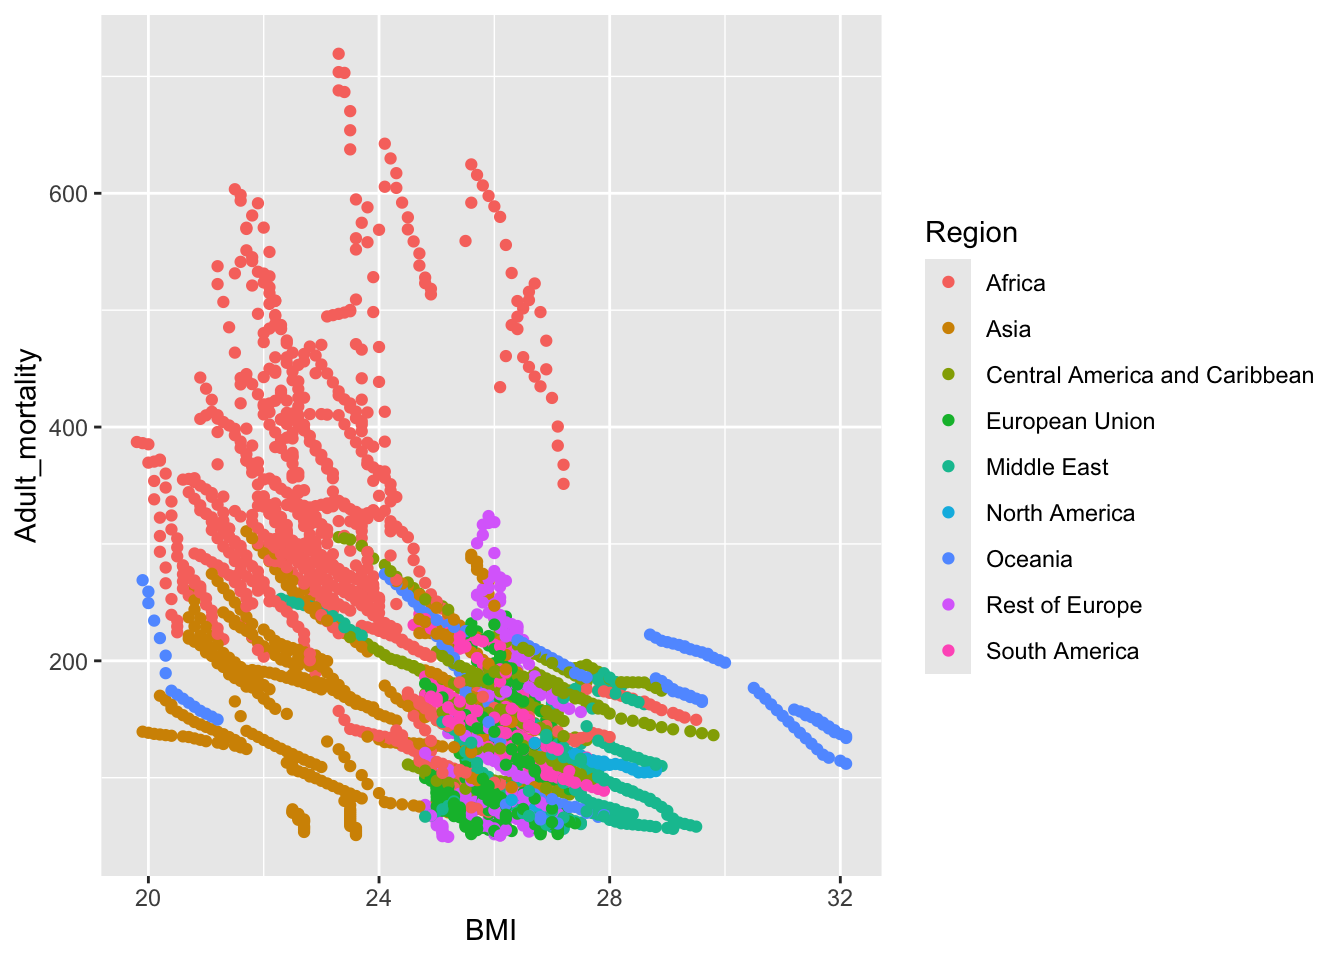 600
400
200
Adult_mortality
20
24
28
32
BMI
Region
Africa
Asia
Central America and Caribbean
European Union
Middle East
North America
Oceania
Rest of Europe
South America